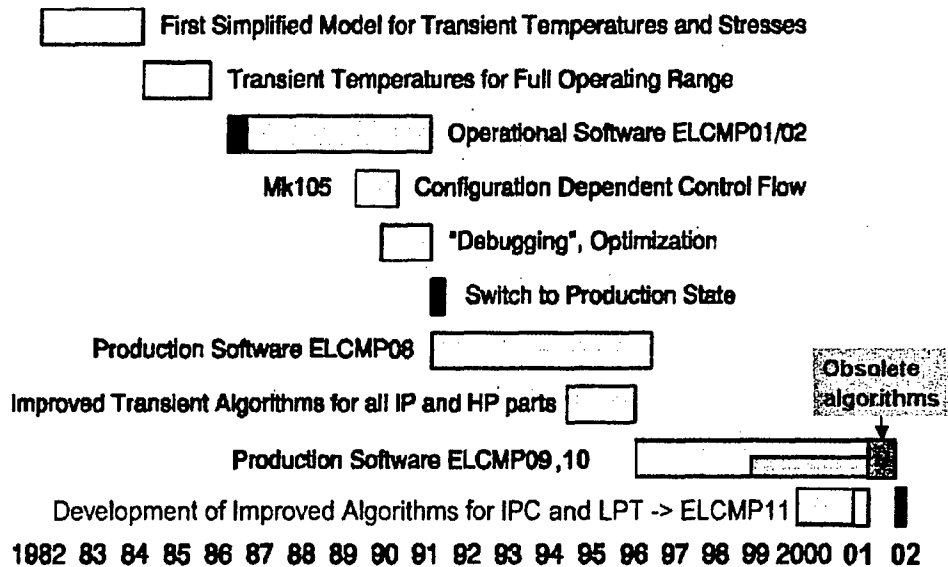 First Simplified Model for Transient Temperatures and Stresses
Transient Temperatures for Full Operating Range
Operational Software ELCMP01/02
Mk105 Configuration Dependent Control Flow
"Debugging", Optimization
Switch to Production State
Production Software ELCMP08
Obsolete
algorithms
Improved Transient Algorithms for all IP and HP parts
Production Software ELCMP09,10
Development of Improved Algorithms for IPC and LPT -> ELCMP11
1982 83 84 85 86 87 88 89 90 91 92 93 94 95 96 97 98 99 2000 01 02